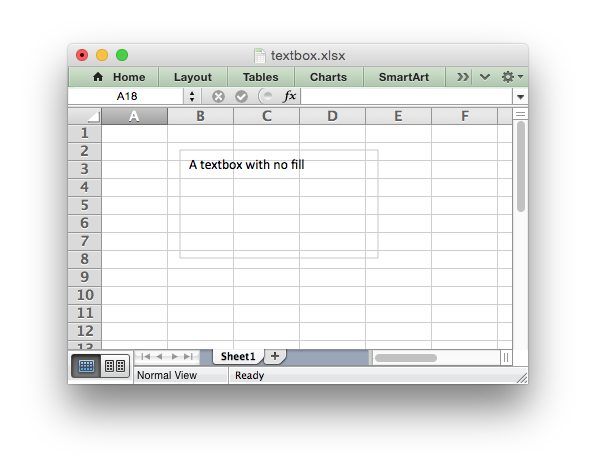 textbox.xlsx
Home Layout Tables Charts SmartArt
A18 fx
A B C D E F
1
2
3 A textbox with no fill
4
5
6
7
8
9
10
11
12
13
Sheet1
Normal View Ready